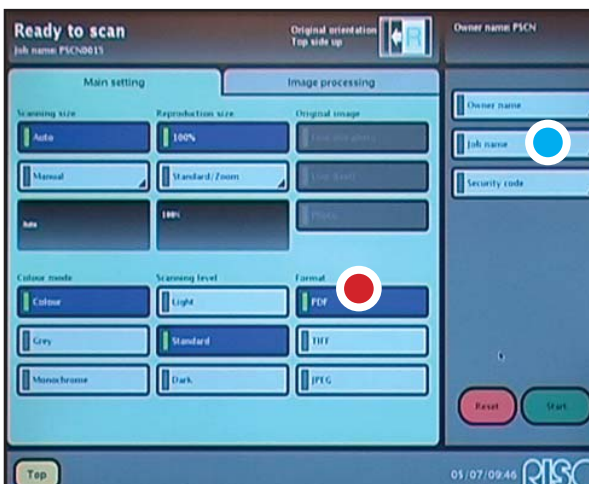 Ready to scan
Job name: PSCN0015
Original orientation
Top side up
R
Owner name: PSCN
Main setting
Image processing
Scanning size
Reproduction size
Original image
Auto
100%
Manual
Standard/Zoom
Photo
Auto
100%
Owner name
Job name
Security code
Colour mode
Scanning level
Format
Colour
Light
PDF
Grey
Standard
TIFF
Monochrome
Dark
JPEG
Reset
Start
Top
05/07/09:46
RISO